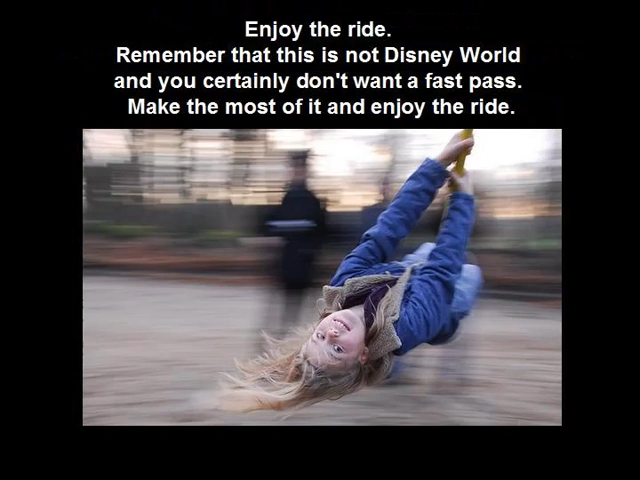 Enjoy the ride.
Remember that this is not Disney World
and you certainly don't want a fast pass.
Make the most of it and enjoy the ride.